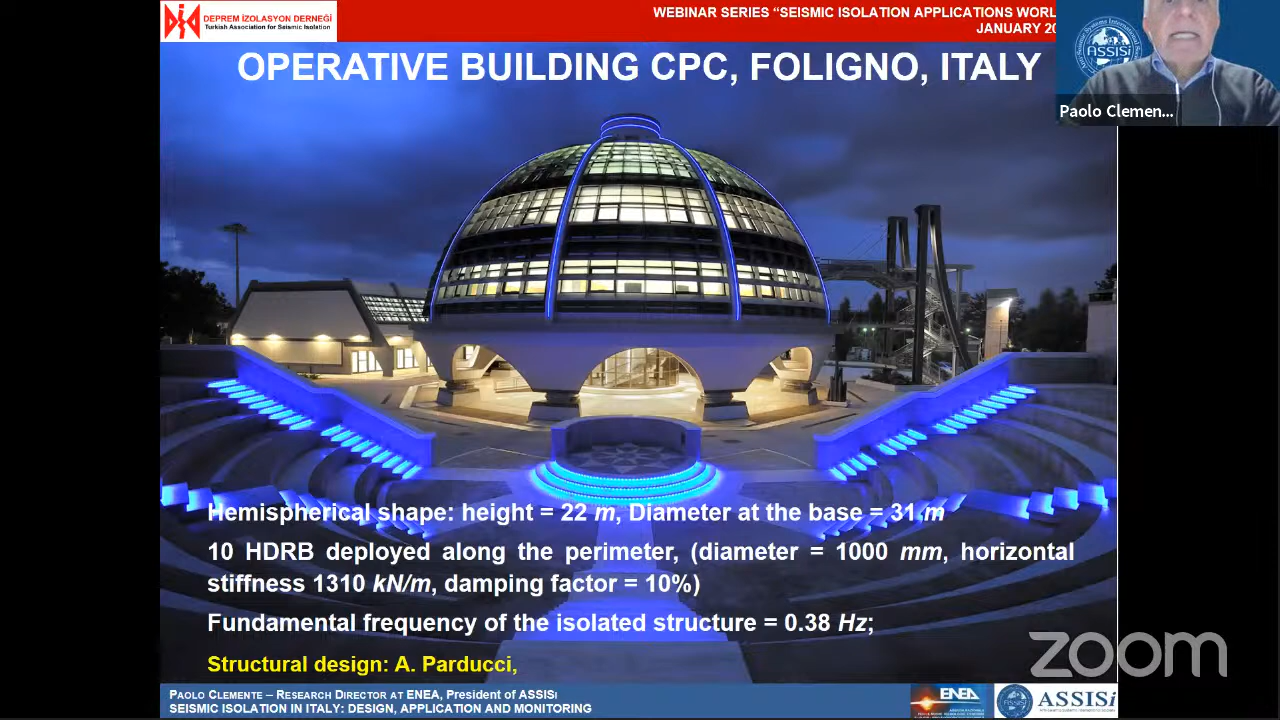 DEPREM İZOLASYON DERNEĞİ
Turkish Association for Seismic Isolation
WEBINAR SERIES “SEISMIC ISOLATION APPLICATIONS
JANUARY
OPERATIVE BUILDING CPC, FOLIGNO, ITALY
ASSISi
Paolo Clemen...
Hemispherical shape: height = 22 m, Diameter at the base = 31 m
10 HDRB deployed along the perimeter, (diameter = 1000 mm, horizontal
stiffness 1310 kN/m, damping factor = 10%)
Fundamental frequency of the isolated structure = 0.38 Hz;
Structural design: A. Parducci,
zoom
PAOLO CLEMENTE – RESEARCH DIRECTOR AT ENEA, PRESIDENT OF ASSISi
SEISMIC ISOLATION IN ITALY: DESIGN, APPLICATION AND MONITORING
ENEA
ASSISi